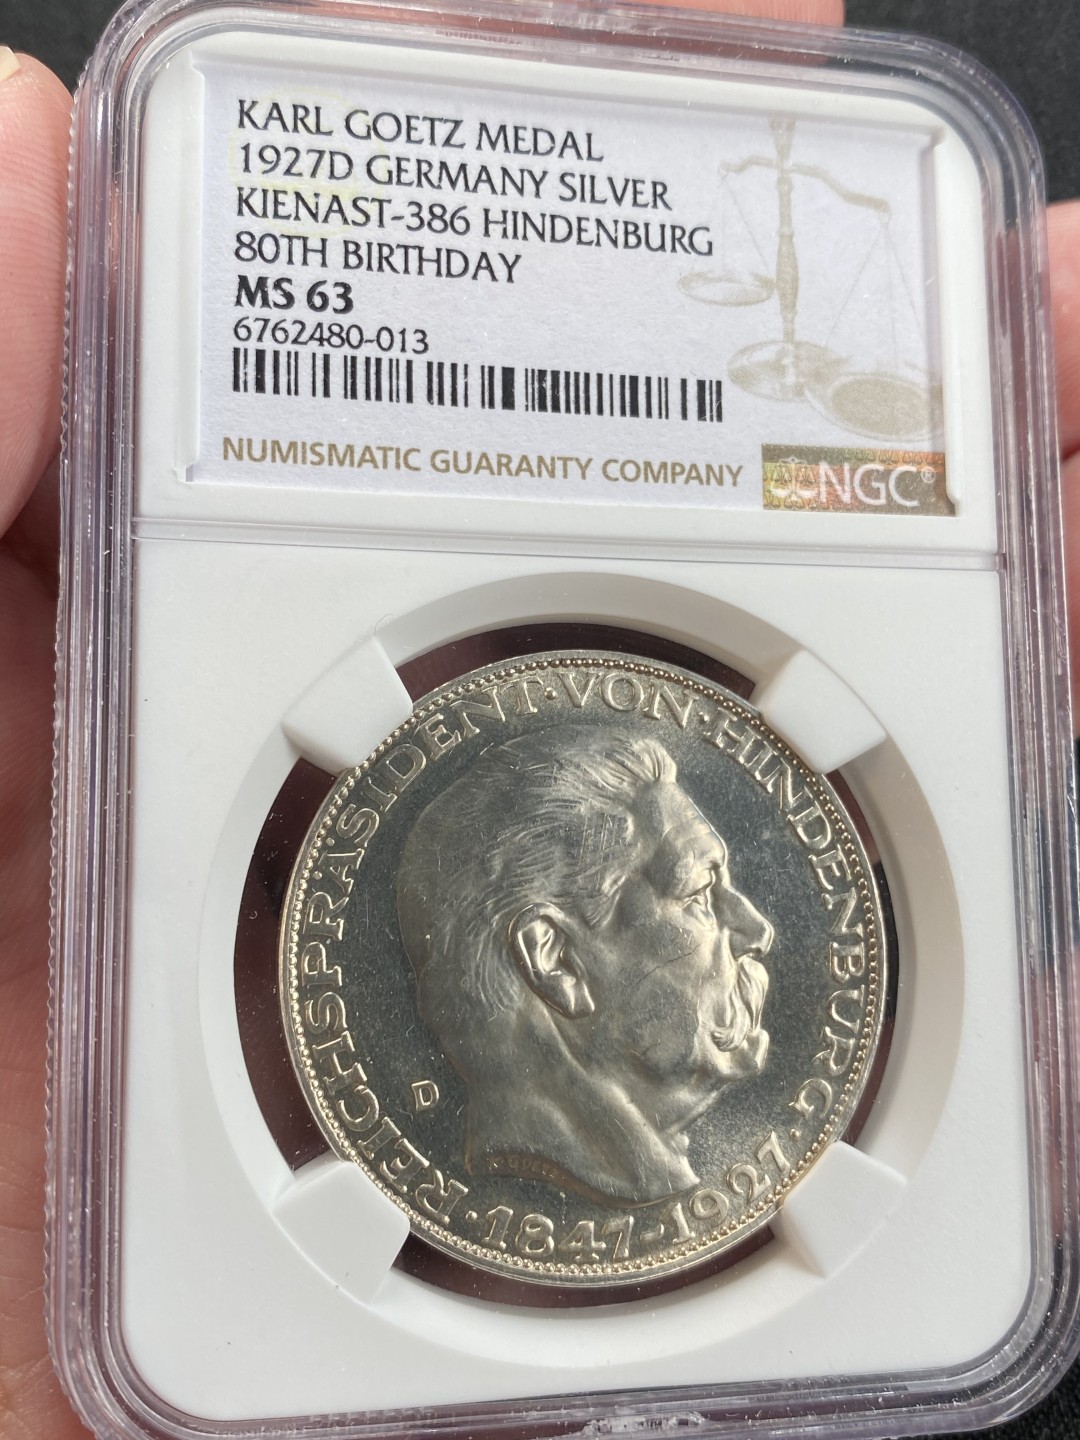 KARL GOETZ MEDAL
1927D GERMANY SILVER
KIENAST-386 HINDENBURG
80TH BIRTHDAY
MS 63
6762480-013
NUMISMATIC GUARANTY COMPANY
NGC®
REICHSPRÄSIDENT·VON·HINDENBURG·
D
K.GOETZ
·1847-1927·